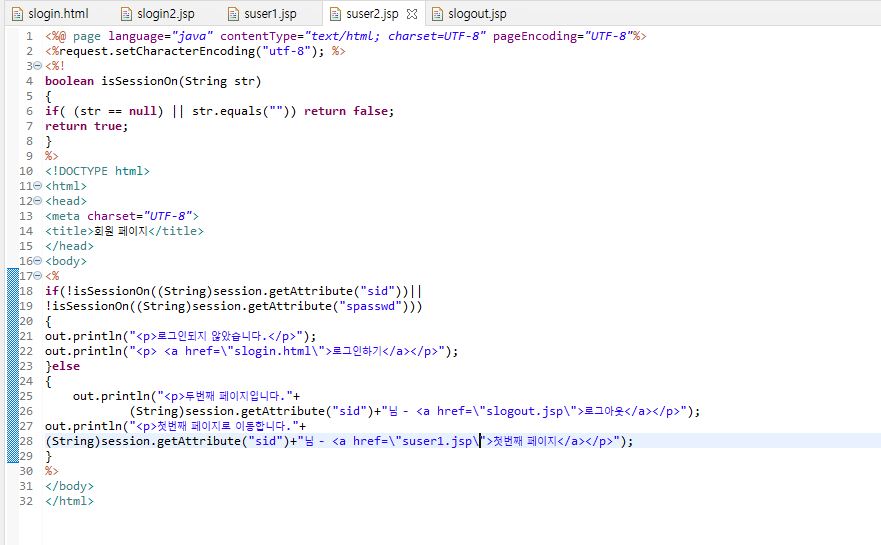 slogin.html slogin2.jsp suser1.jsp suser2.jsp slogout.jsp
1 <%@ page language="java" contentType="text/html; charset=UTF-8" pageEncoding="UTF-8"%>
2 <%request.setCharacterEncoding("utf-8"); %>
3 <%!
4 boolean isSessionOn(String str)
5 {
6 if( (str == null) || str.equals("")) return false;
7 return true;
8 }
9 %>
10 <!DOCTYPE html>
11 <html>
12 <head>
13 <meta charset="UTF-8">
14 <title>회원 페이지</title>
15 </head>
16 <body>
17 <%
18 if(!isSessionOn((String)session.getAttribute("sid"))||
19 !isSessionOn((String)session.getAttribute("spasswd")))
20 {
21 out.println("<p>로그인되지 않았습니다.</p>");
22 out.println("<p> <a href=\"slogin.html\">로그인하기</a></p>");
23 }else
24 {
25 out.println("<p>두번째 페이지입니다."+
26 (String)session.getAttribute("sid")+"님 - <a href=\"slogout.jsp\">로그아웃</a></p>");
27 out.println("<p>첫번째 페이지로 이동합니다."+
28 (String)session.getAttribute("sid")+"님 - <a href=\"suser1.jsp\">첫번째 페이지</a></p>");
29 }
30 %>
31 </body>
32 </html>